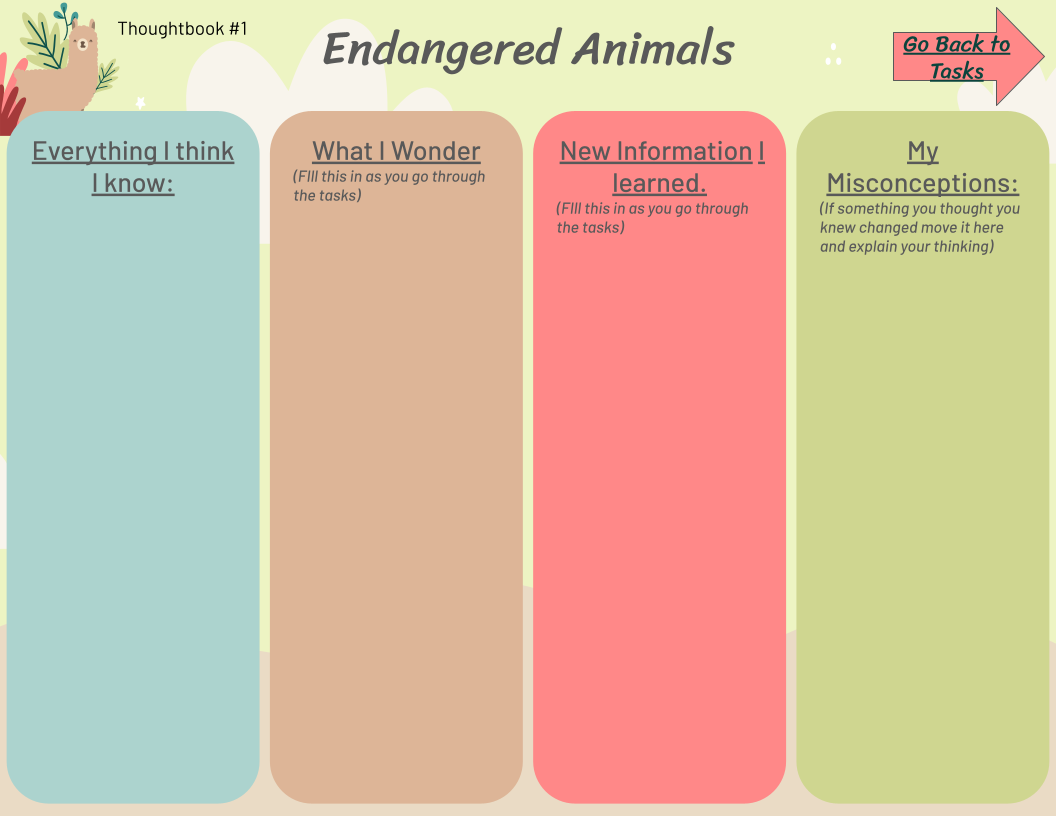 Thoughtbook #1
Endangered Animals
Go Back to
Tasks
Everything I think
I know:
What I Wonder
(FIll this in as you go through
the tasks)
New Information I
learned.
(FIll this in as you go through
the tasks)
My
Misconceptions:
(If something you thought you
knew changed move it here
and explain your thinking)